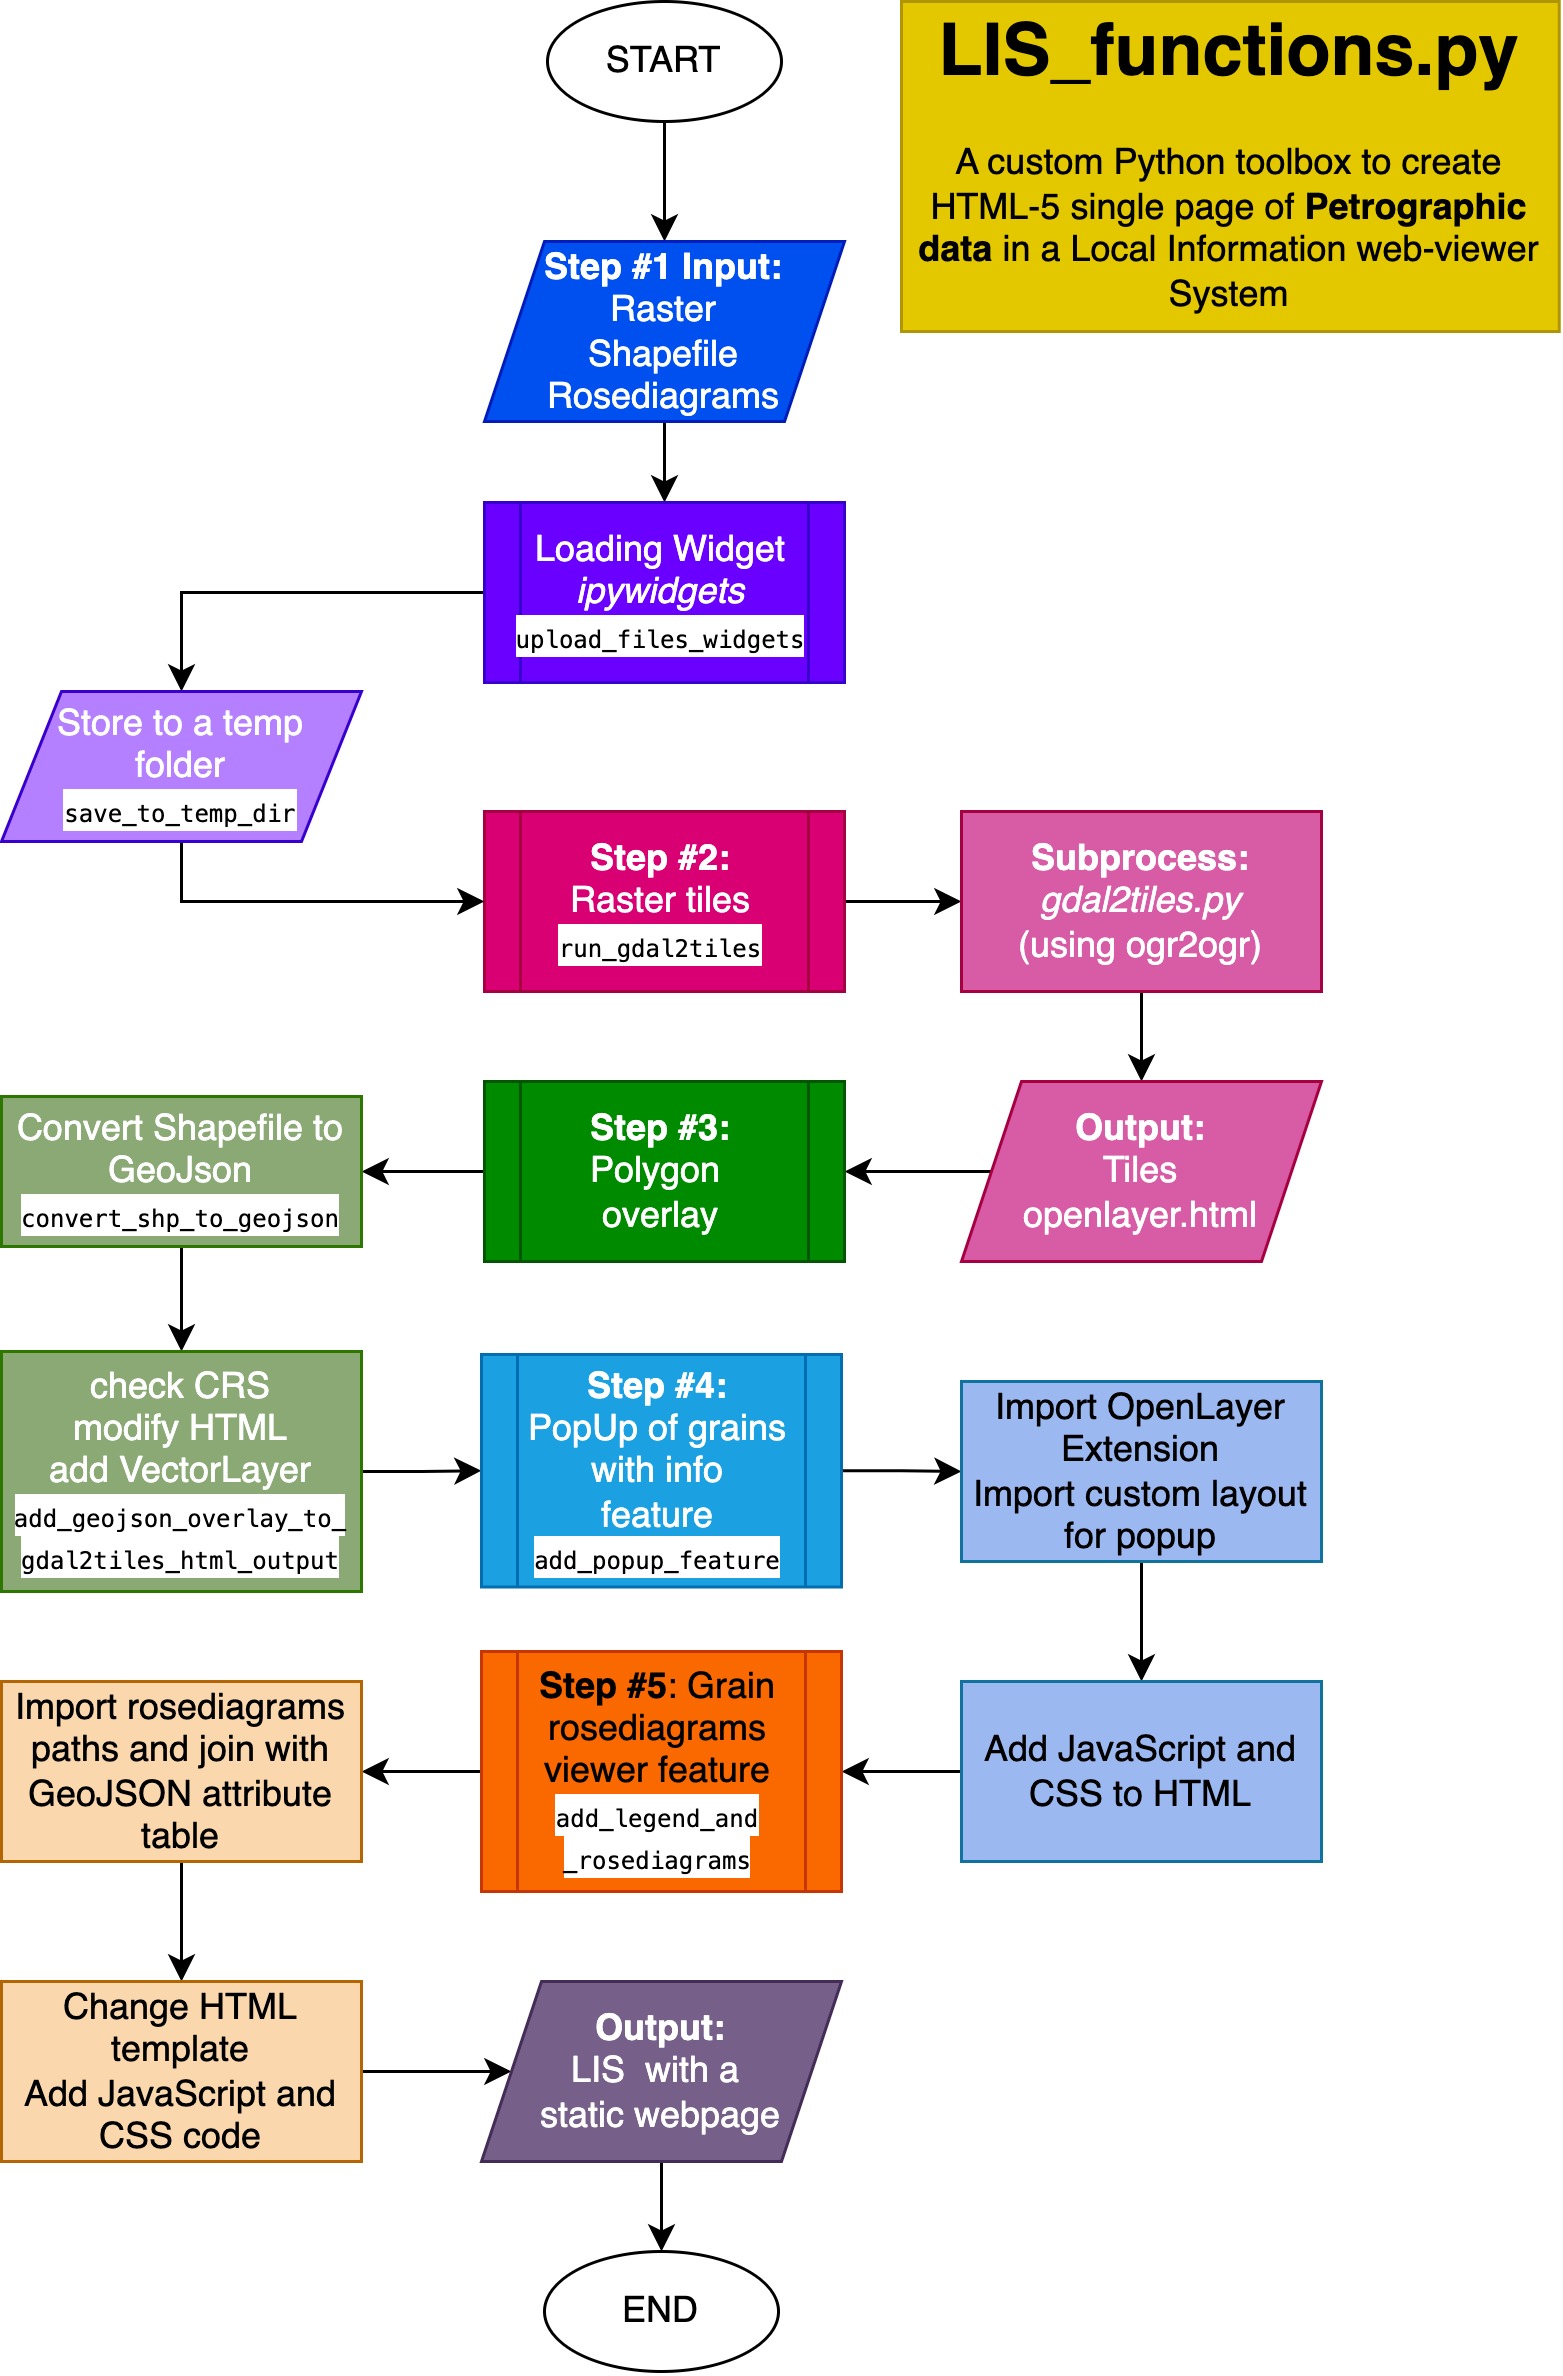 START
LIS_functions.py
A custom Python toolbox to create
HTML-5 single page of Petrographic
data in a Local Information web-viewer
System
Step #1 Input:
Raster
Shapefile
Rosediagrams
Loading Widget
ipywidgets
upload_files_widgets
Store to a temp
folder
save_to_temp_dir
Step #2:
Raster tiles
run_gdal2tiles
Subprocess:
gdal2tiles.py
(using ogr2ogr)
Output:
Tiles
openlayer.html
Step #3:
Polygon
overlay
Convert Shapefile to
GeoJson
convert_shp_to_geojson
check CRS
modify HTML
add VectorLayer
add_geojson_overlay_to_
gdal2tiles_html_output
Step #4:
PopUp of grains
with info
feature
add_popup_feature
Import OpenLayer
Extension
Import custom layout
for popup
Add JavaScript and
CSS to HTML
Step #5: Grain
rosediagrams
viewer feature
add_legend_and
_rosediagrams
Import rosediagrams
paths and join with
GeoJSON attribute
table
Change HTML
template
Add JavaScript and
CSS code
Output:
LIS with a
static webpage
END